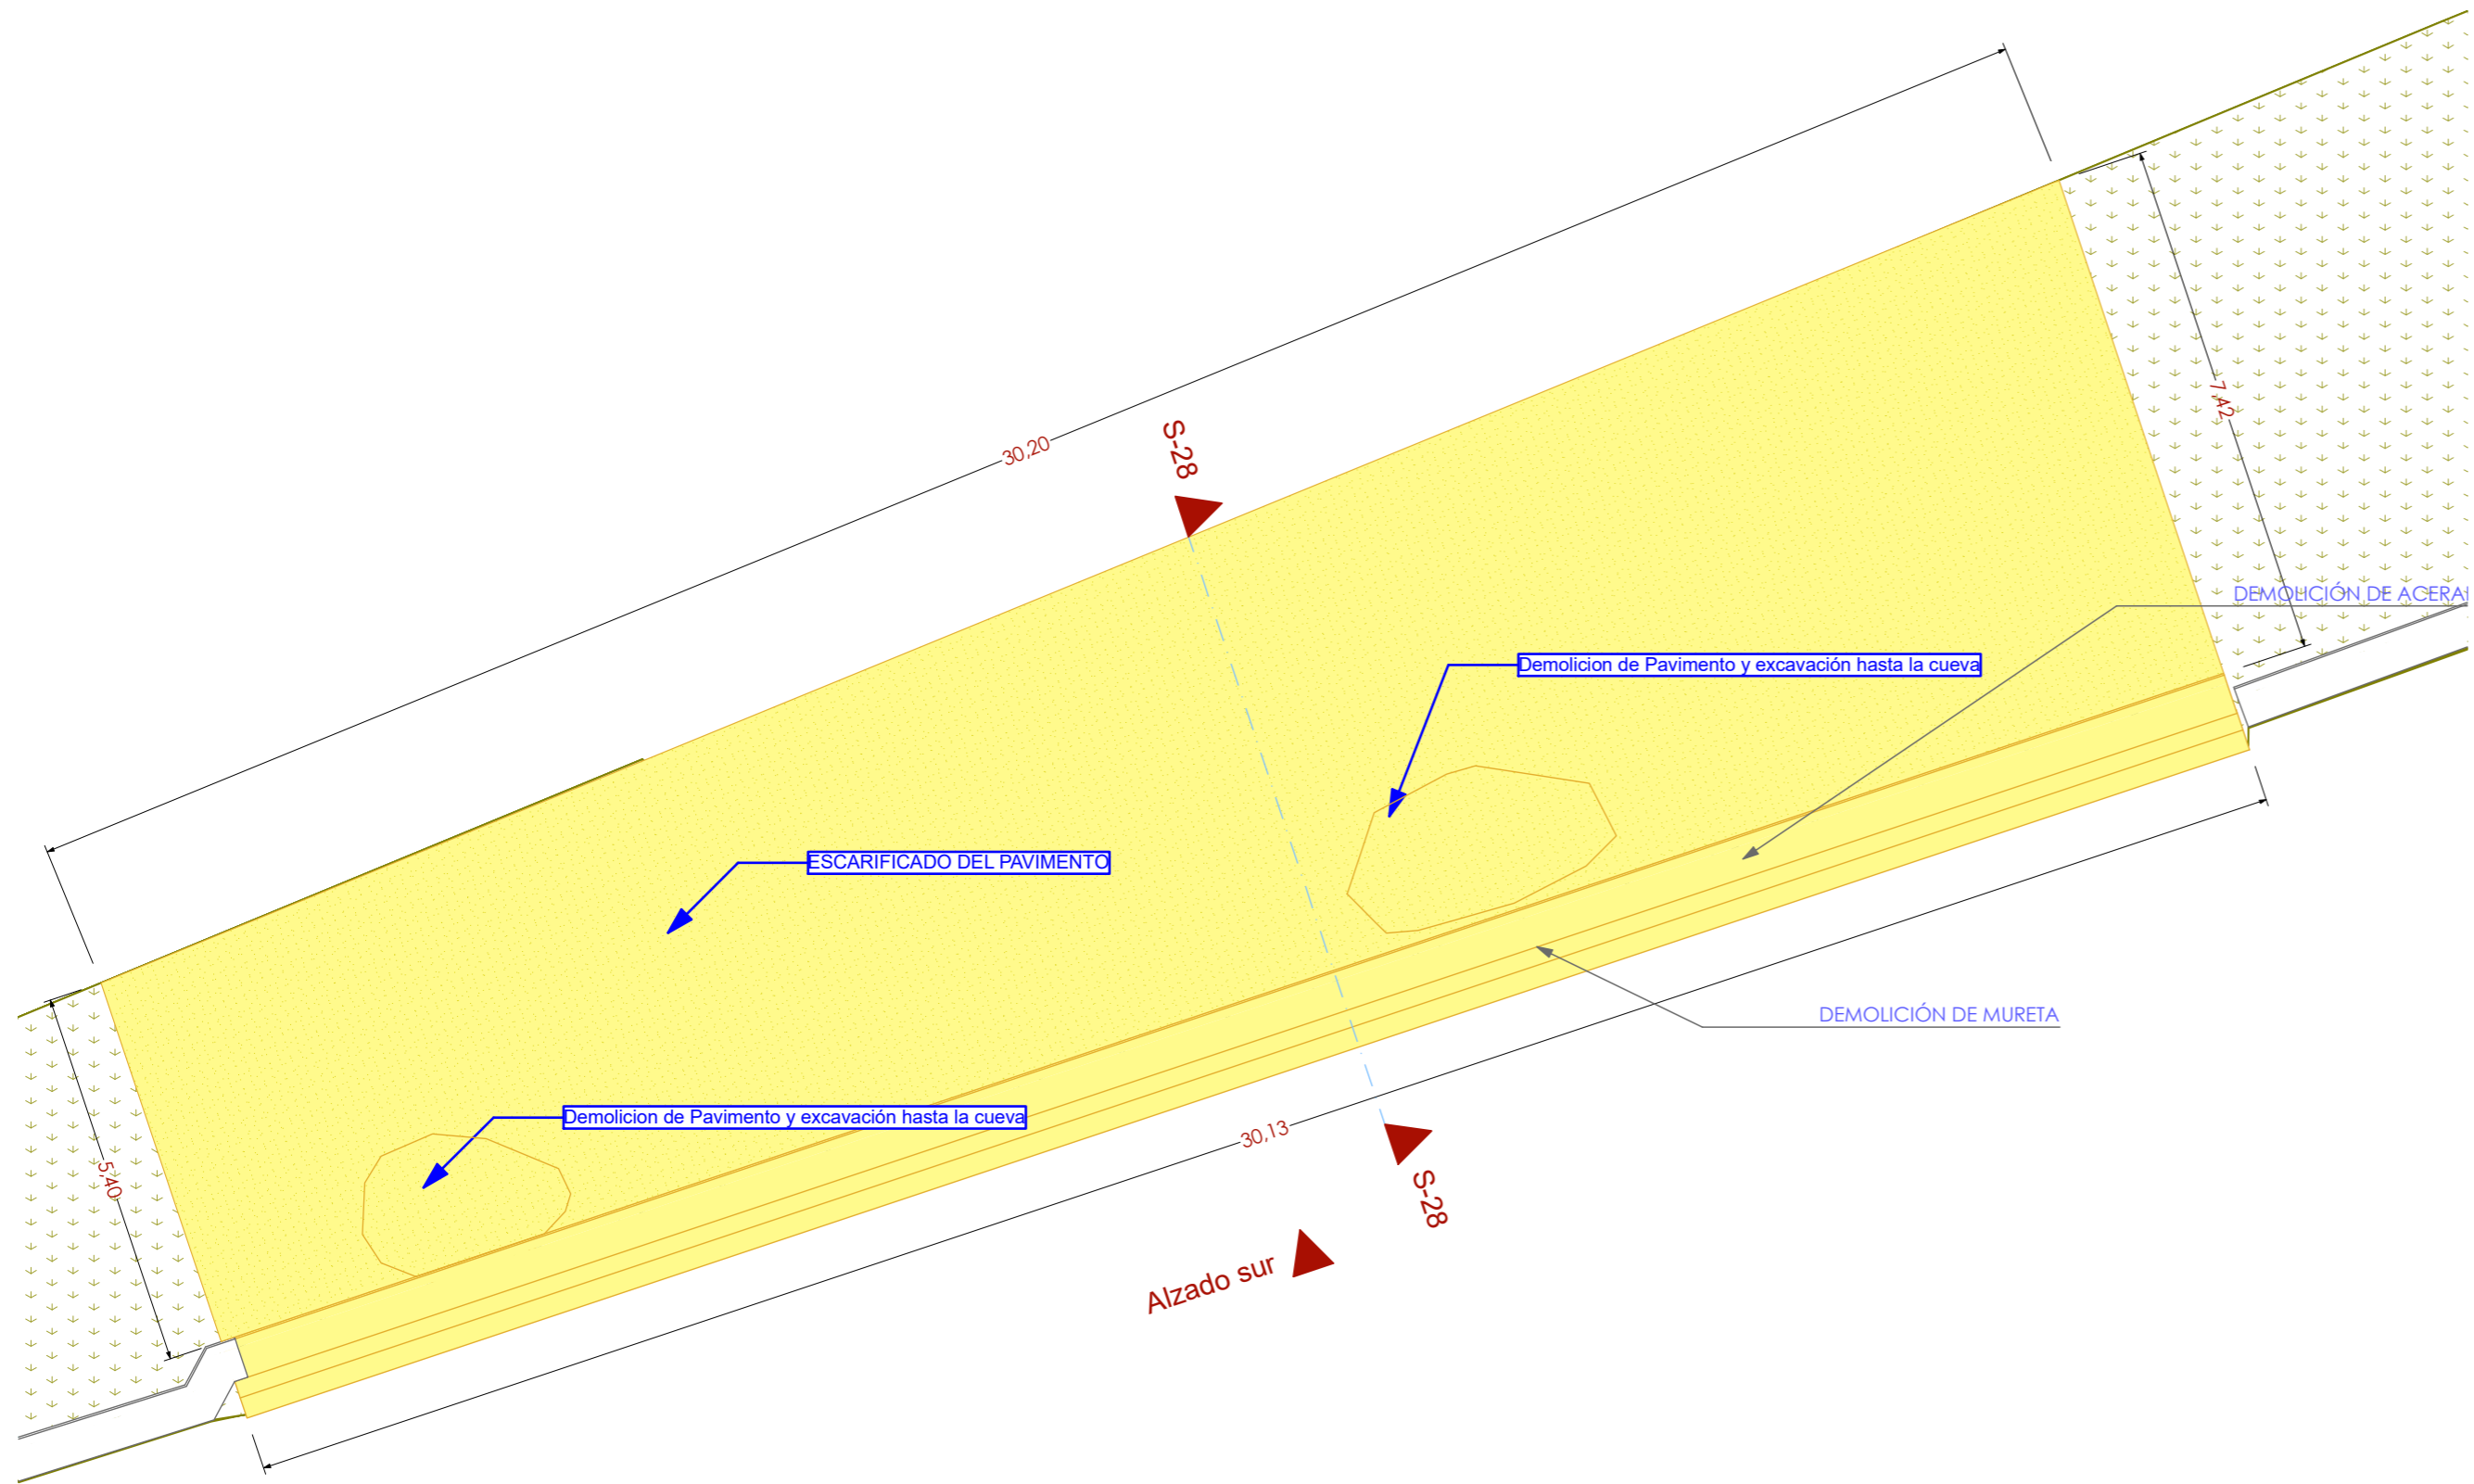 30,20
S-28
7,42
DEMOLICIÓN DE ACERA
Demolicion de Pavimento y excavación hasta la cueva
ESCARIFICADO DEL PAVIMENTO
DEMOLICIÓN DE MURETA
Demolicion de Pavimento y excavación hasta la cueva
30,13
5,40
S-28
Alzado sur